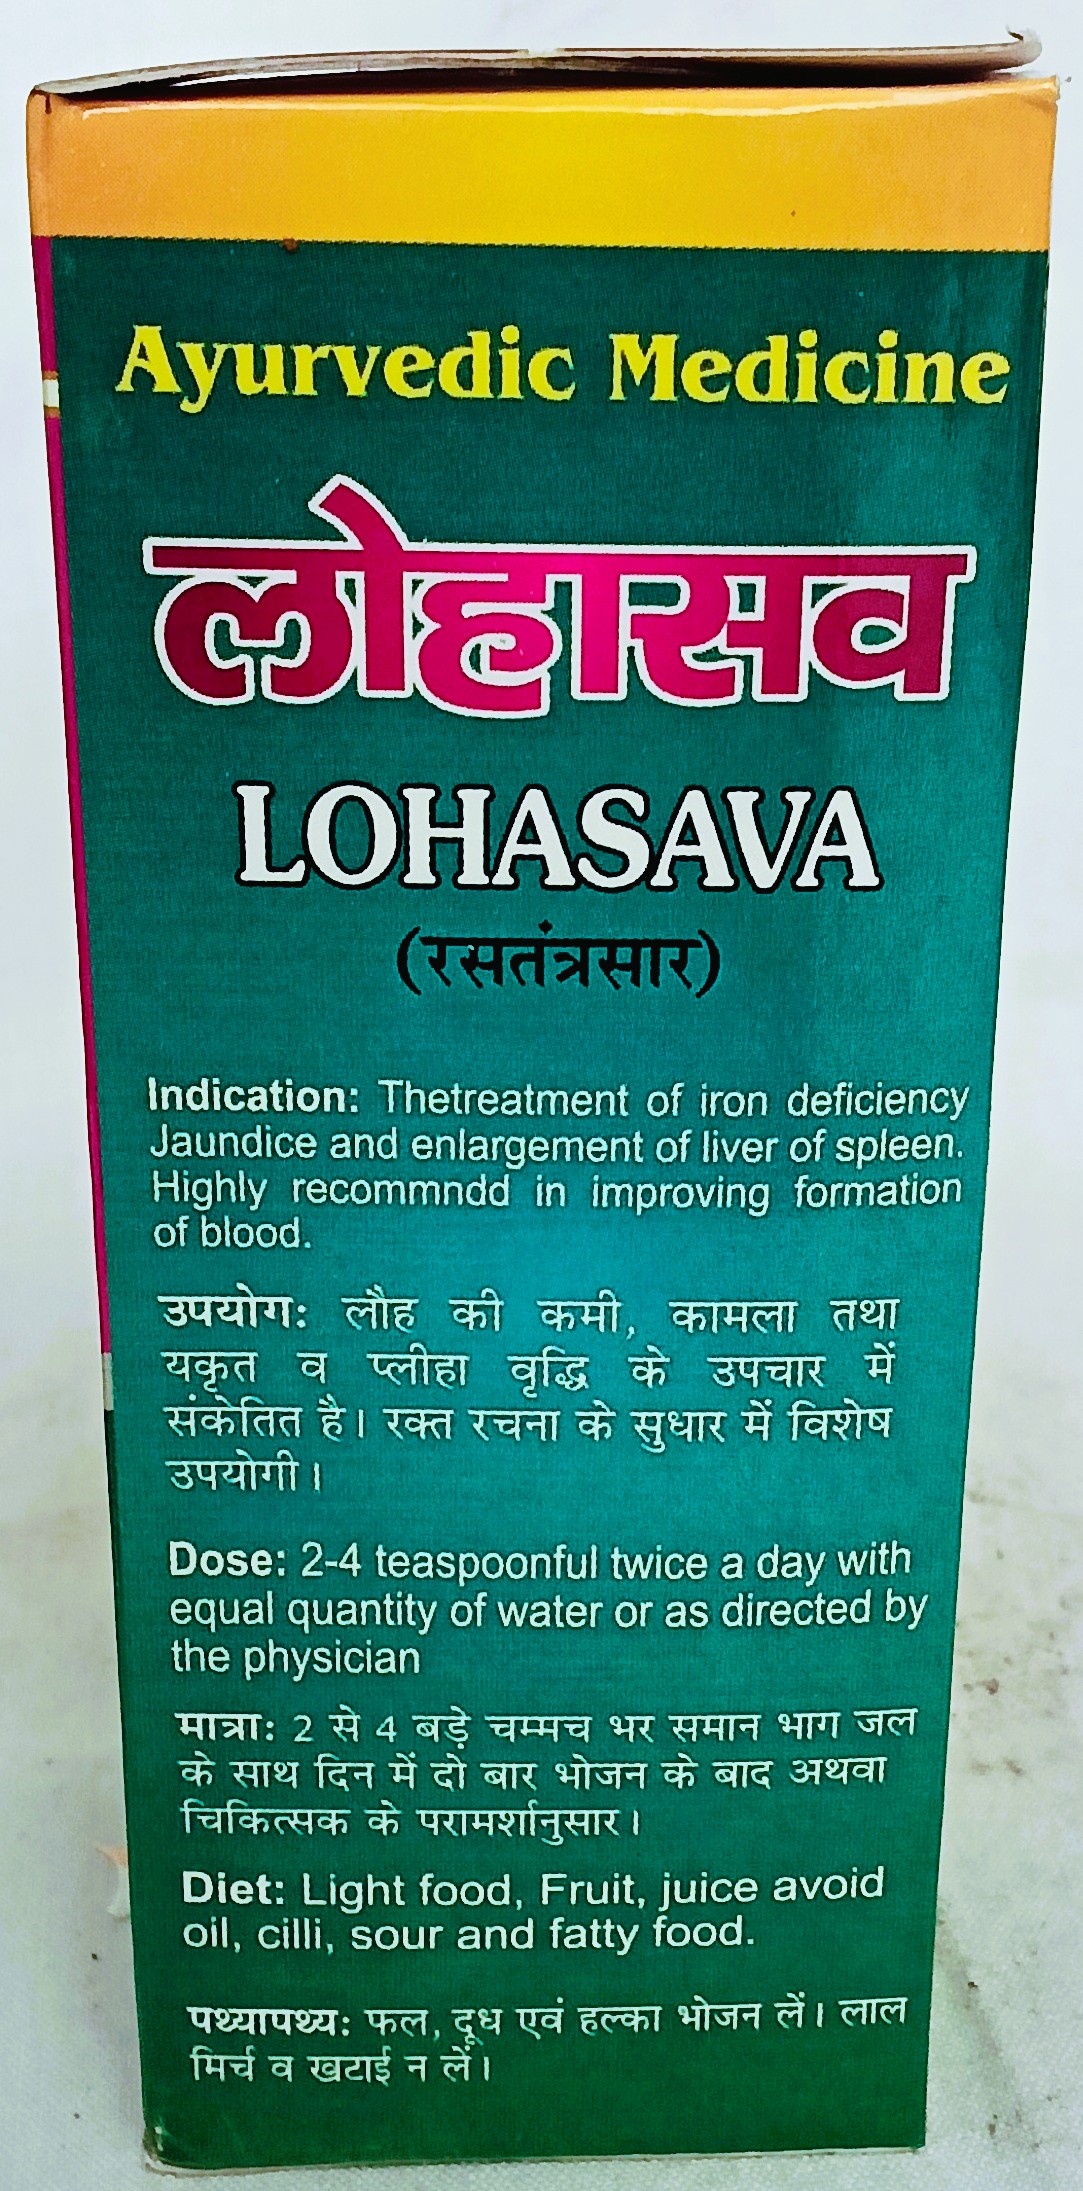 Ayurvedic Medicine
लोहासव
LOHASAVA
(रसतंत्रसार)
Indication: Thetreatment of iron deficiency
Jaundice and enlargement of liver of spleen.
Highly recommndd in improving formation
of blood.
उपयोग: लौह की कमी, कामला तथा
यकृत व प्लीहा वृद्धि के उपचार में
संकेतित है। रक्त रचना के सुधार में विशेष
उपयोगी।
Dose: 2-4 teaspoonful twice a day with
equal quantity of water or as directed by
the physician
मात्रा: 2 से 4 बड़े चम्मच भर समान भाग जल
के साथ दिन में दो बार भोजन के बाद अथवा
चिकित्सक के परामर्शानुसार।
Diet: Light food, Fruit, juice avoid
oil, cilli, sour and fatty food.
पथ्यापथ्य: फल, दूध एवं हल्का भोजन लें। लाल
मिर्च व खटाई न लें।